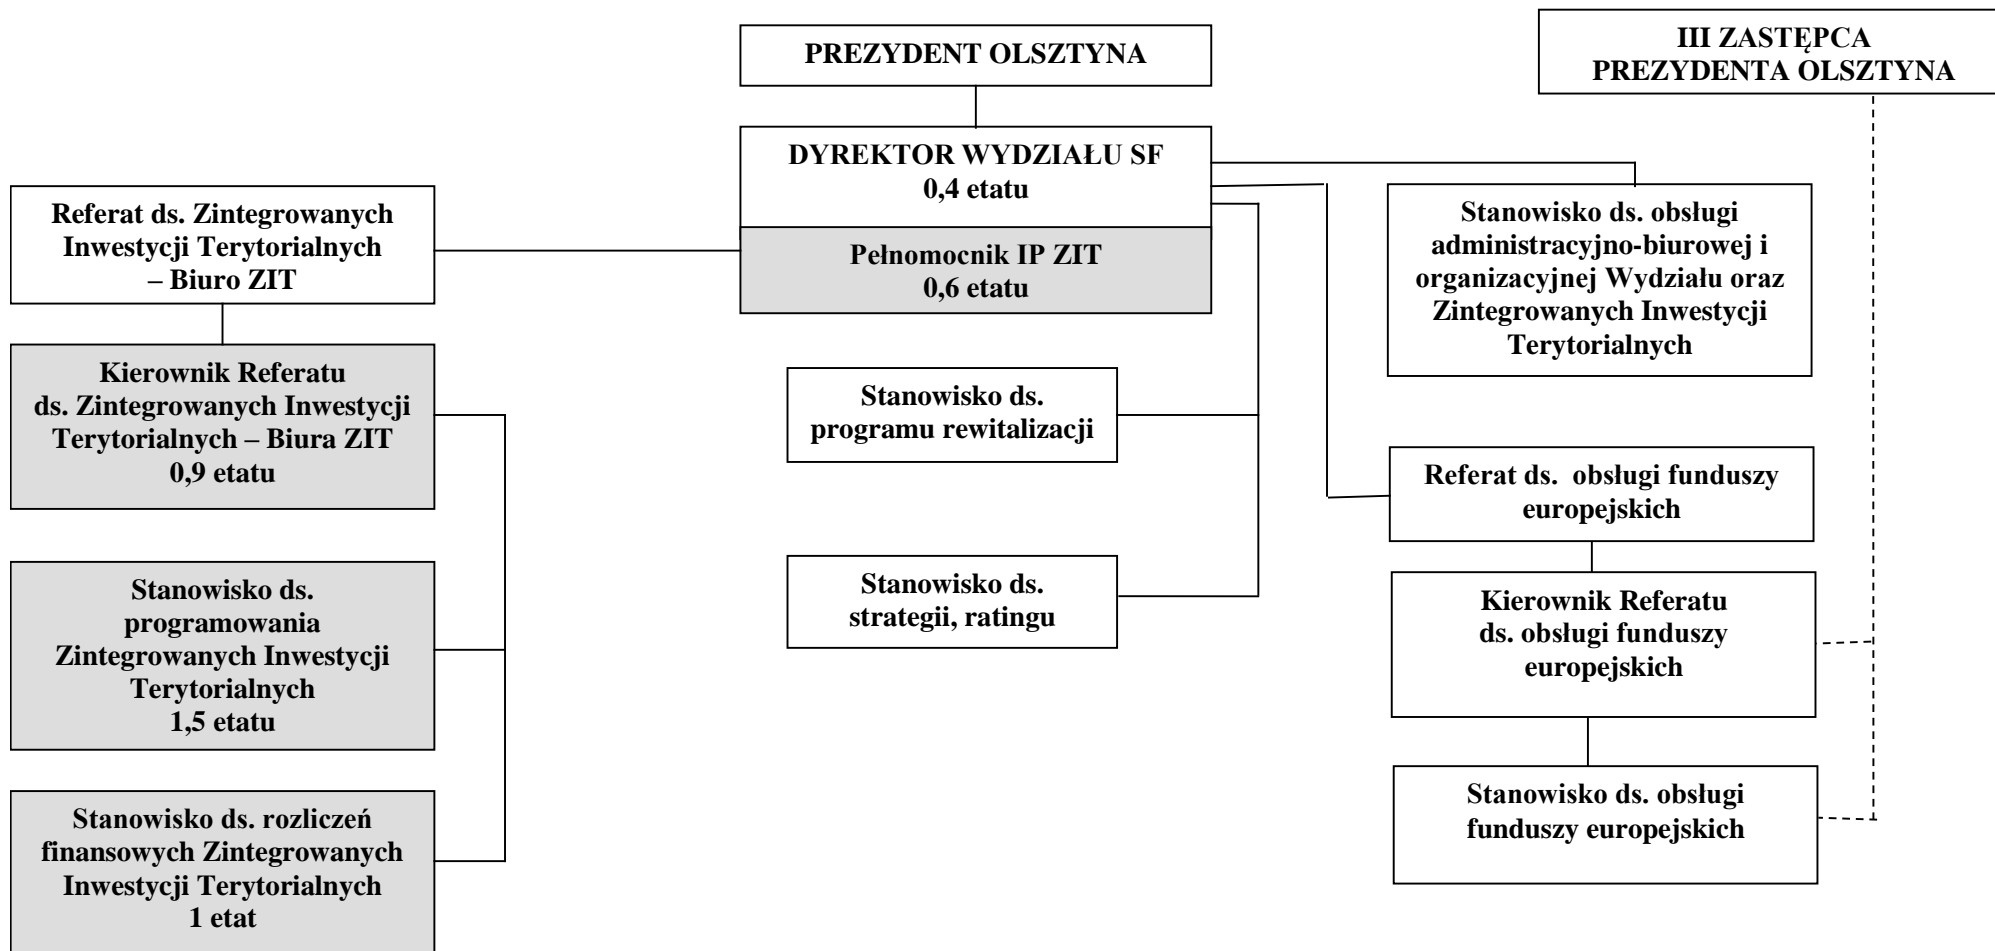 PREZYDENT OLSZTYNA
III ZASTĘPCA
PREZYDENTA OLSZTYNA
DYREKTOR WYDZIAŁU SF
0,4 etatu
Pełnomocnik IP ZIT
0,6 etatu
Referat ds. Zintegrowanych
Inwestycji Terytorialnych
– Biuro ZIT
Kierownik Referatu
ds. Zintegrowanych Inwestycji
Terytorialnych – Biura ZIT
0,9 etatu
Stanowisko ds.
programowania
Zintegrowanych Inwestycji
Terytorialnych
1,5 etatu
Stanowisko ds. rozliczeń
finansowych Zintegrowanych
Inwestycji Terytorialnych
1 etat
Stanowisko ds.
programu rewitalizacji
Stanowisko ds.
strategii, ratingu
Stanowisko ds. obsługi
administracyjno-biurowej i
organizacyjnej Wydziału oraz
Zintegrowanych Inwestycji
Terytorialnych
Referat ds. obsługi funduszy
europejskich
Kierownik Referatu
ds. obsługi funduszy
europejskich
Stanowisko ds. obsługi
funduszy europejskich